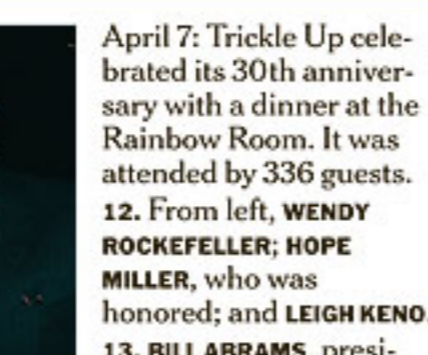 April 7: Trickle Up cele-
brated its 30th anniver-
sary with a dinner at the
Rainbow Room. It was
attended by 336 guests.
12. From left, WENDY
ROCKEFELLER; HOPE
MILLER, who was
honored; and LEIGH KENO.
13. BILL ABRAMS, presi-